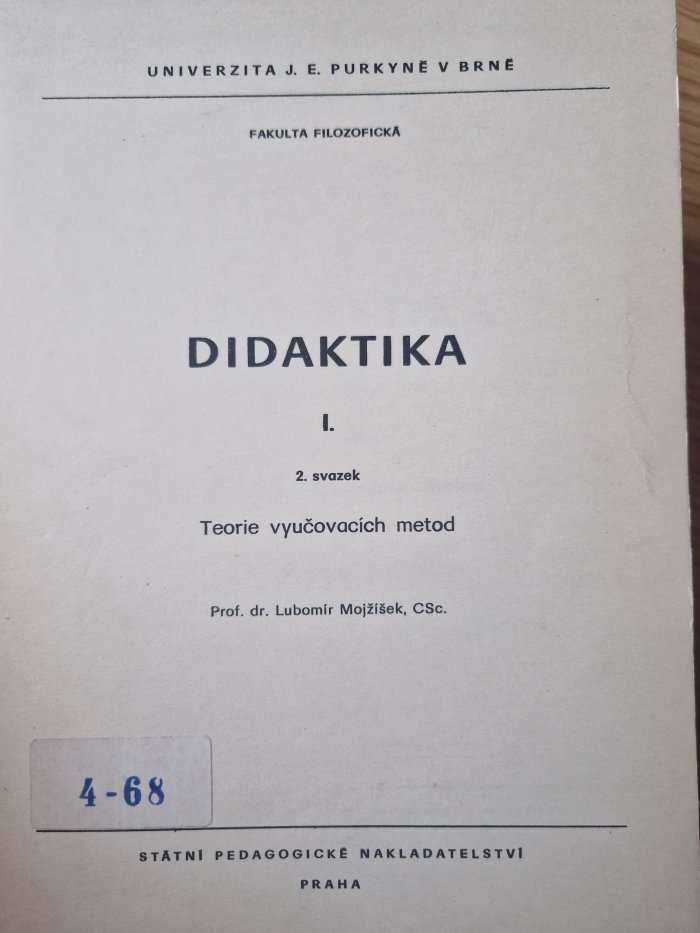 UNIVERZITA J. E. PURKYNĚ V BRNĚ
FAKULTA FILOZOFICKÁ
DIDAKTIKA
I.
2. svazek
Teorie vyučovacích metod
Prof. dr. Lubomír Mojžíšek, CSc.
4-68
STÁTNÍ PEDAGOGICKÉ NAKLADATELSTVÍ
PRAHA